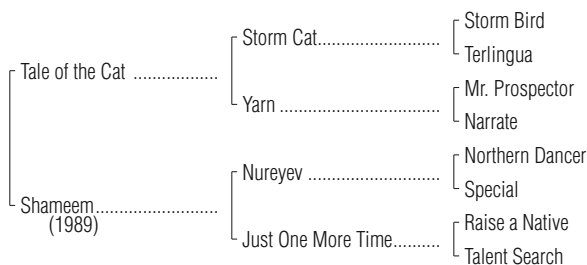 Storm Bird
Storm Cat........................
Terlingua
Tale of the Cat .................
Mr. Prospector
Yarn ................................
Narrate
Northern Dancer
Nureyev ..........................
Special
Shameem........................
(1989)
Raise a Native
Just One More Time.........
Talent Search